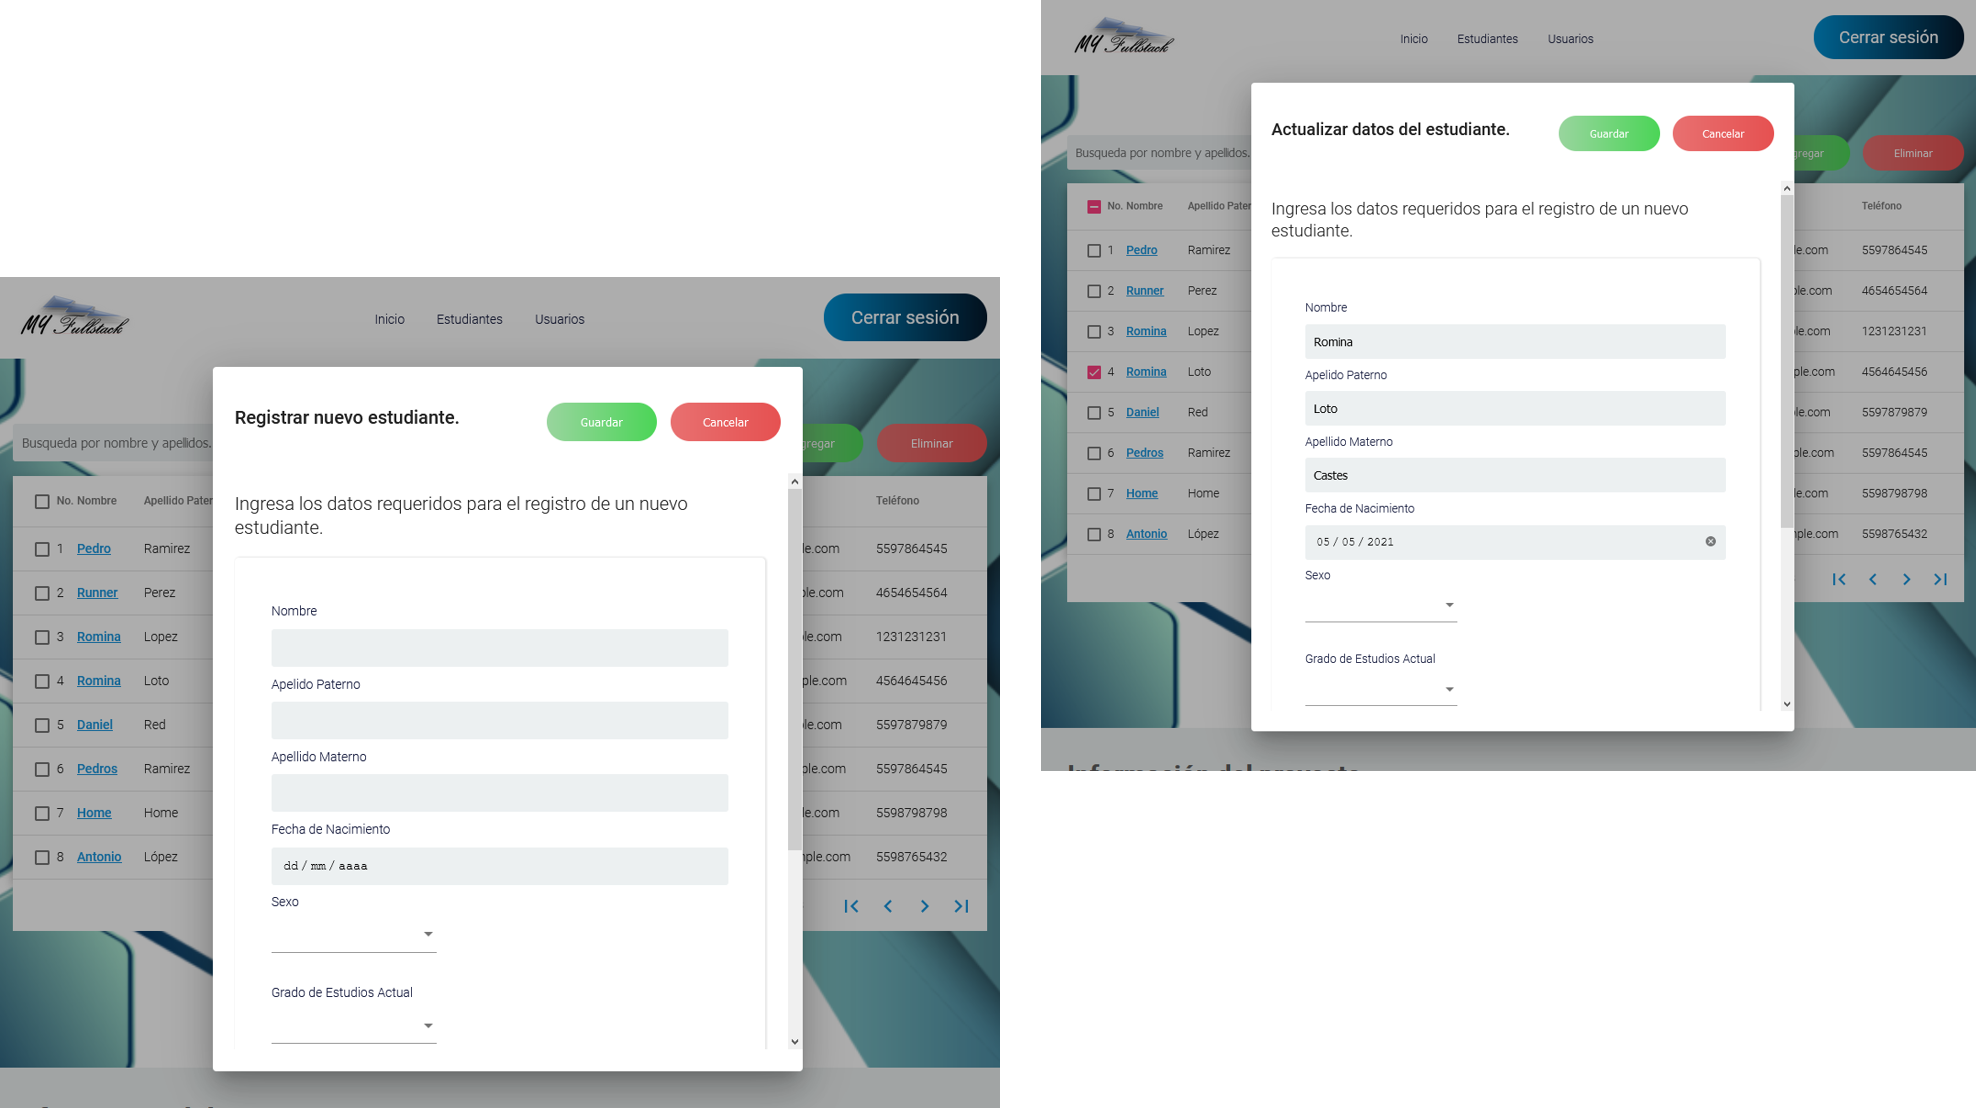 MY Fullstack
Inicio
Estudiantes
Usuarios
Cerrar sesión
Registrar nuevo estudiante.
Guardar
Cancelar
Busqueda por nombre y apellidos.
gregar
Eliminar
Ingresa los datos requeridos para el registro de un nuevo
estudiante.
Nombre
Apelido Paterno
Apellido Materno
Fecha de Nacimiento
dd / mm / aaaa
Sexo
Grado de Estudios Actual
No. Nombre Apellido Pater Teléfono
1 Pedro Ramirez le.com 5597864545
2 Runner Perez ple.com 4654654564
3 Romina Lopez ple.com 1231231231
4 Romina Loto ple.com 4564645456
5 Daniel Red le.com 5597879879
6 Pedros Ramirez ple.com 5597864545
7 Home Home le.com 5598798798
8 Antonio López mple.com 5598765432
MY Fullstack
Inicio
Estudiantes
Usuarios
Cerrar sesión
Actualizar datos del estudiante.
Guardar
Cancelar
Busqueda por nombre y apellidos.
gregar
Eliminar
Ingresa los datos requeridos para el registro de un nuevo
estudiante.
Nombre
Romina
Apelido Paterno
Loto
Apellido Materno
Castes
Fecha de Nacimiento
05 / 05 / 2021
Sexo
Grado de Estudios Actual
No. Nombre Apellido Pater Teléfono
1 Pedro Ramirez le.com 5597864545
2 Runner Perez ple.com 4654654564
3 Romina Lopez ple.com 1231231231
4 Romina Loto ple.com 4564645456
5 Daniel Red le.com 5597879879
6 Pedros Ramirez ple.com 5597864545
7 Home Home le.com 5598798798
8 Antonio López mple.com 5598765432
Información del proyecto